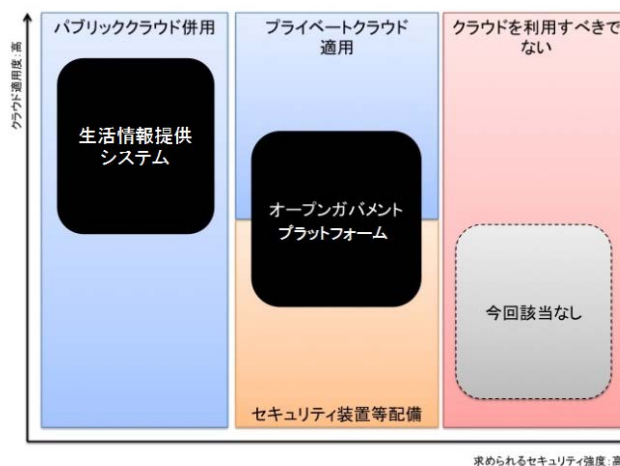 パブリッククラウド併用
プライベートクラウド
適用
クラウドを利用すべきで
ない
クラウド適用度:高
生活情報提供
システム
オープンガバメント
プラットフォーム
今回該当なし
セキュリティ装置等配備
求められるセキュリティ強度:高